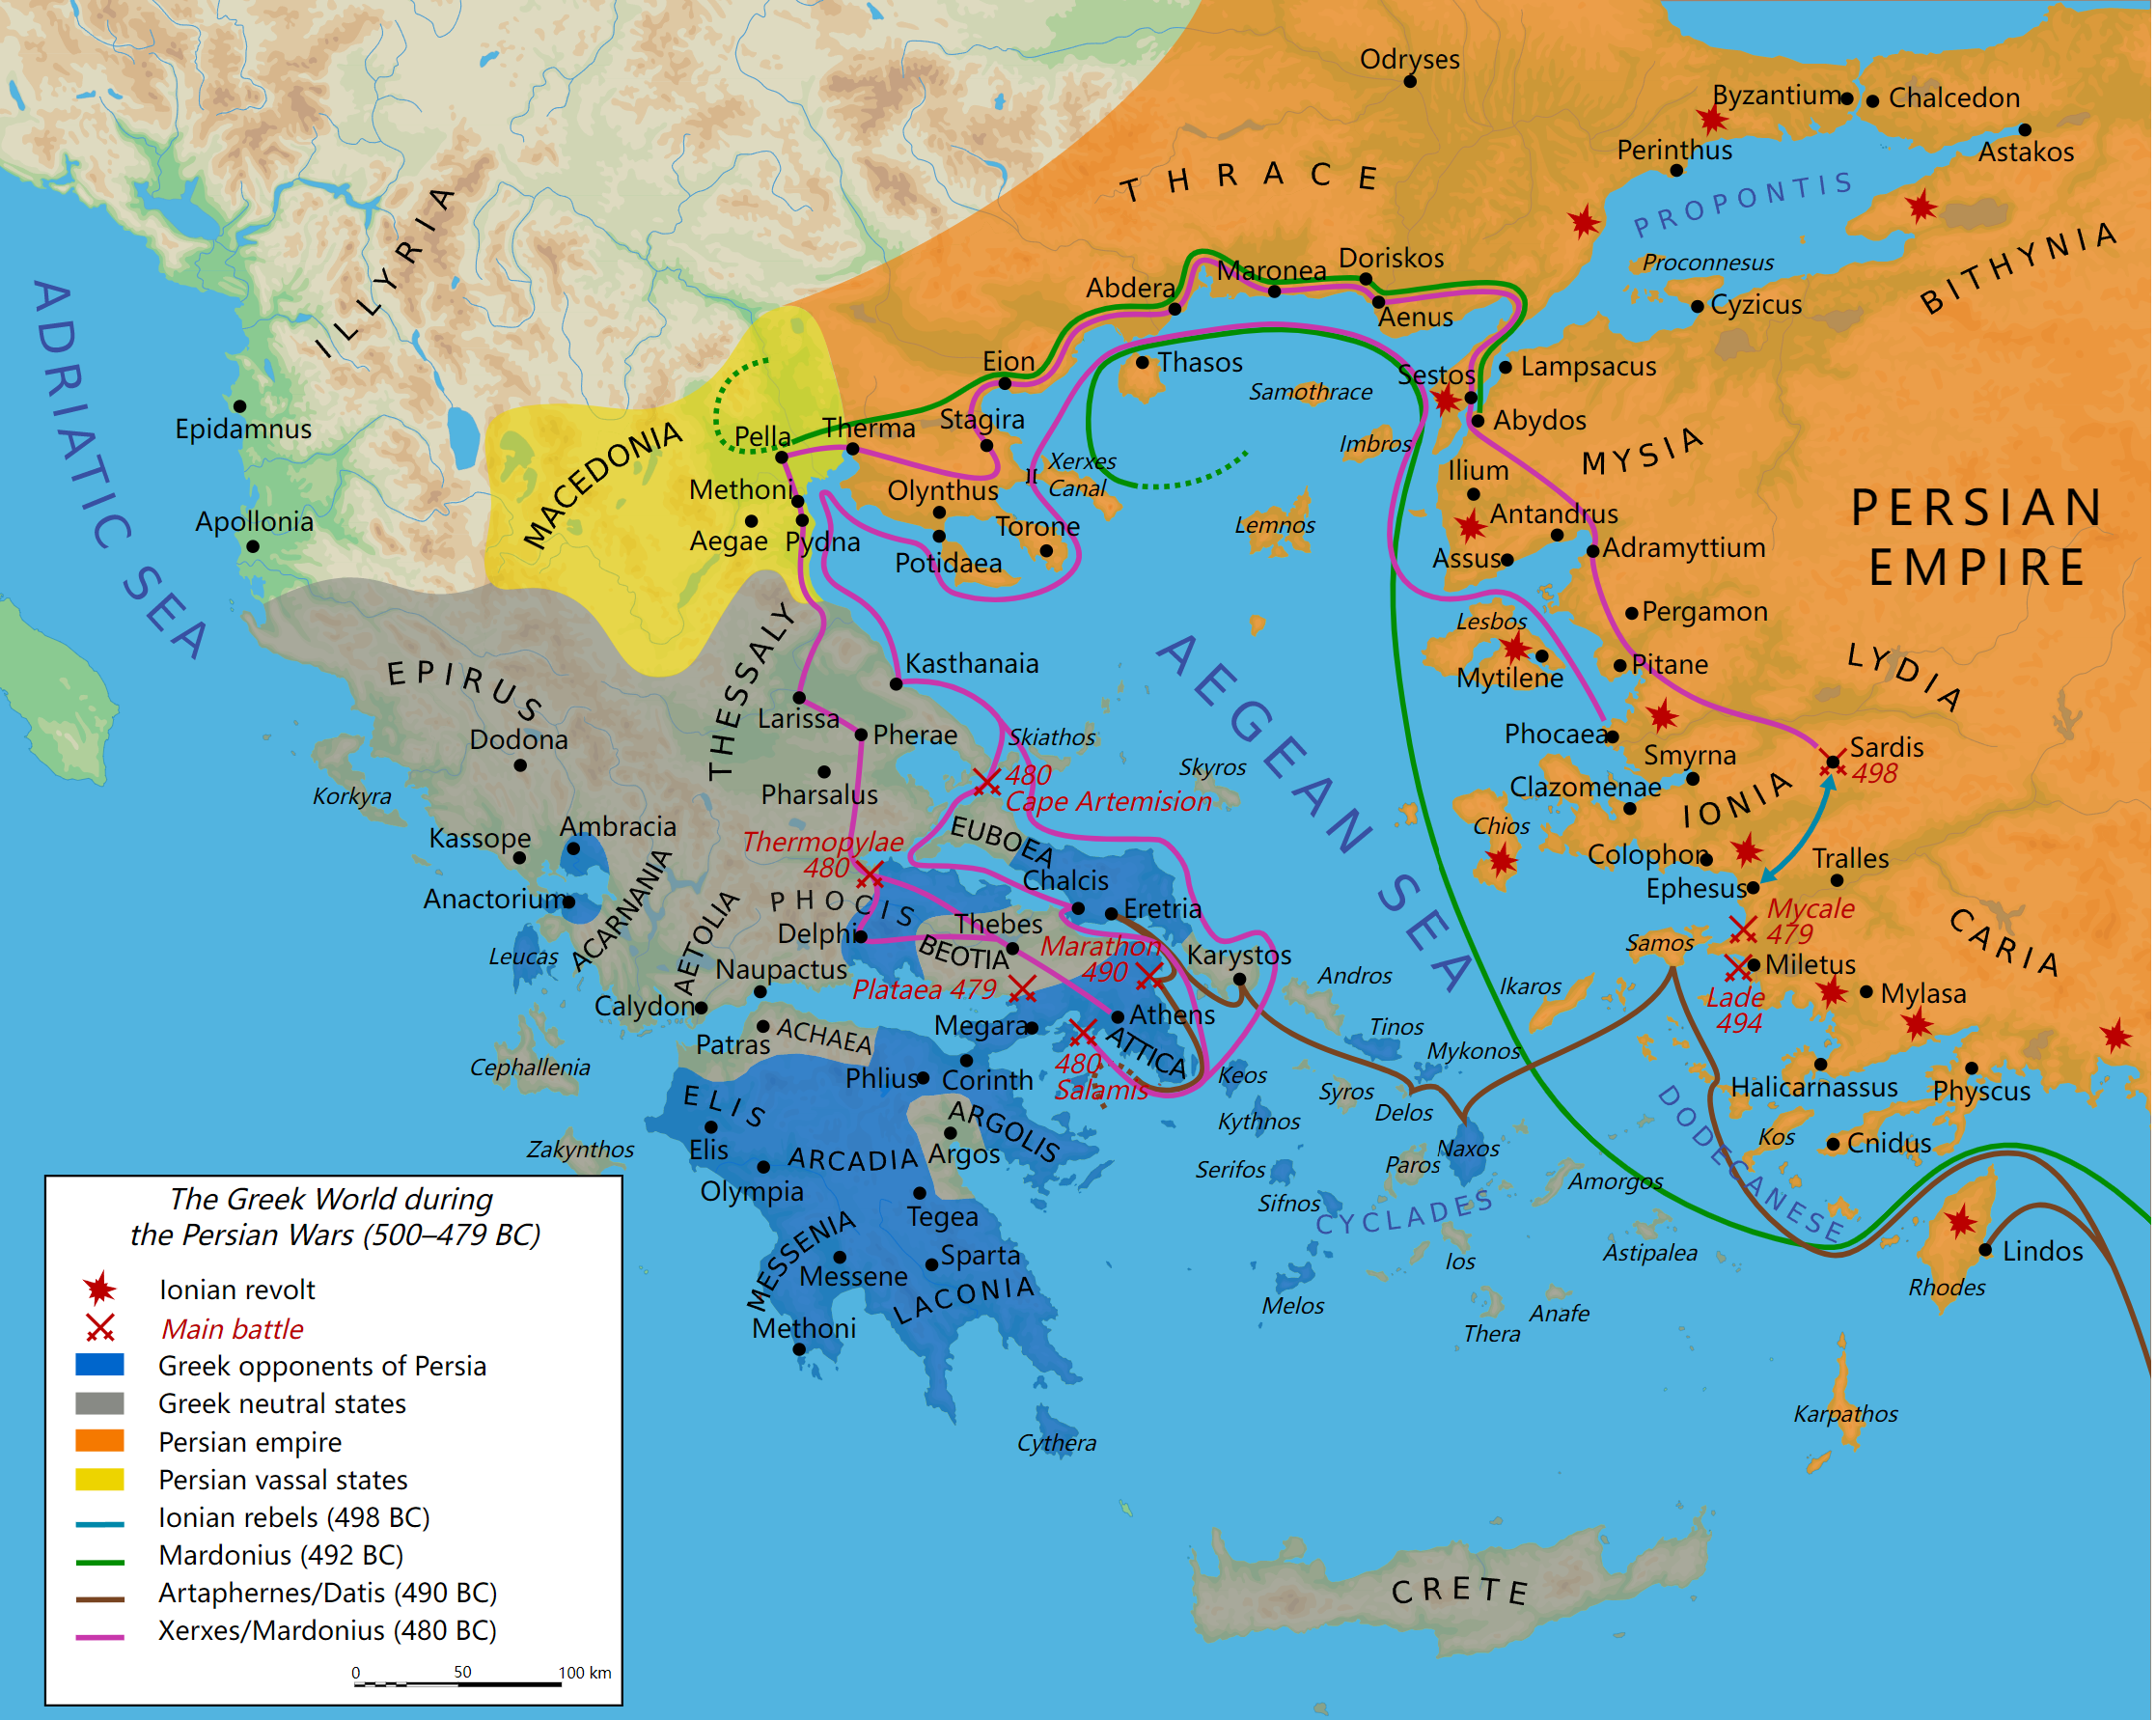 Odryses
Byzantium
Chalcedon
Perinthus
Astakos
THRACE
PROPONTIS
ILLYRIA
BITHYNIA
Proconnesus
Cyzicus
Doriskos
Maronea
Abdera
Aenus
ADRIATIC SEA
Eion
Thasos
Lampsacus
Sestos
Samothrace
Abydos
Epidamnus
Stagira
Therma
Pella
Imbros
MYSIA
MACEDONIA
Xerxes
Canal
Ilium
Methoni
Olynthus
PERSIAN
EMPIRE
Apollonia
Antandrus
Lemnos
Torone
Aegae
Pydna
Adramyttium
Assus
Potidaea
Pergamon
Lesbos
THESSALY
EPIRUS
Kasthanaia
AEGEAN SEA
Pitane
Mytilene
LYDIA
Larissa
Pherae
Skiathos
Phocaea
Dodona
Sardis
498
Smyrna
Skyros
480
Cape Artemision
Pharsalus
Korkyra
Clazomenae
IONIA
Chios
Kassope
Ambracia
EUBOEA
Thermopylae
480
Colophon
Tralles
Chalcis
Ephesus
Anactorium
ACARNANIA
AETOLIA
PHOCIS
Eretria
Mycale
479
Thebes
Delphi
BEOTIA
Marathon
490
Karystos
Samos
CARIA
Leucas
Naupactus
Miletus
Andros
Ikaros
Plataea 479
Mylasa
Lade
494
Calydon
Athens
Megara
ACHAEA
Patras
Tinos
ATTICA
Mykonos
Cephallenia
480
Salamis
Keos
Phlius
Corinth
Halicarnassus
Physcus
Syros
Delos
ELIS
ARGOLIS
Kythnos
DODECANESE
Kos
Cnidus
Zakynthos
Elis
ARCADIA
Argos
Naxos
Paros
Serifos
Amorgos
Olympia
Sifnos
Tegea
CYCLADES
MESSENIA
Sparta
Messene
Ios
Astipalea
Lindos
Rhodes
LACONIA
Melos
Anafe
Methoni
Thera
Karpathos
Cythera
CRETE
The Greek World during
the Persian Wars (500–479 BC)
Ionian revolt
Main battle
Greek opponents of Persia
Greek neutral states
Persian empire
Persian vassal states
Ionian rebels (498 BC)
Mardonius (492 BC)
Artaphernes/Datis (490 BC)
Xerxes/Mardonius (480 BC)
0 50 100 km